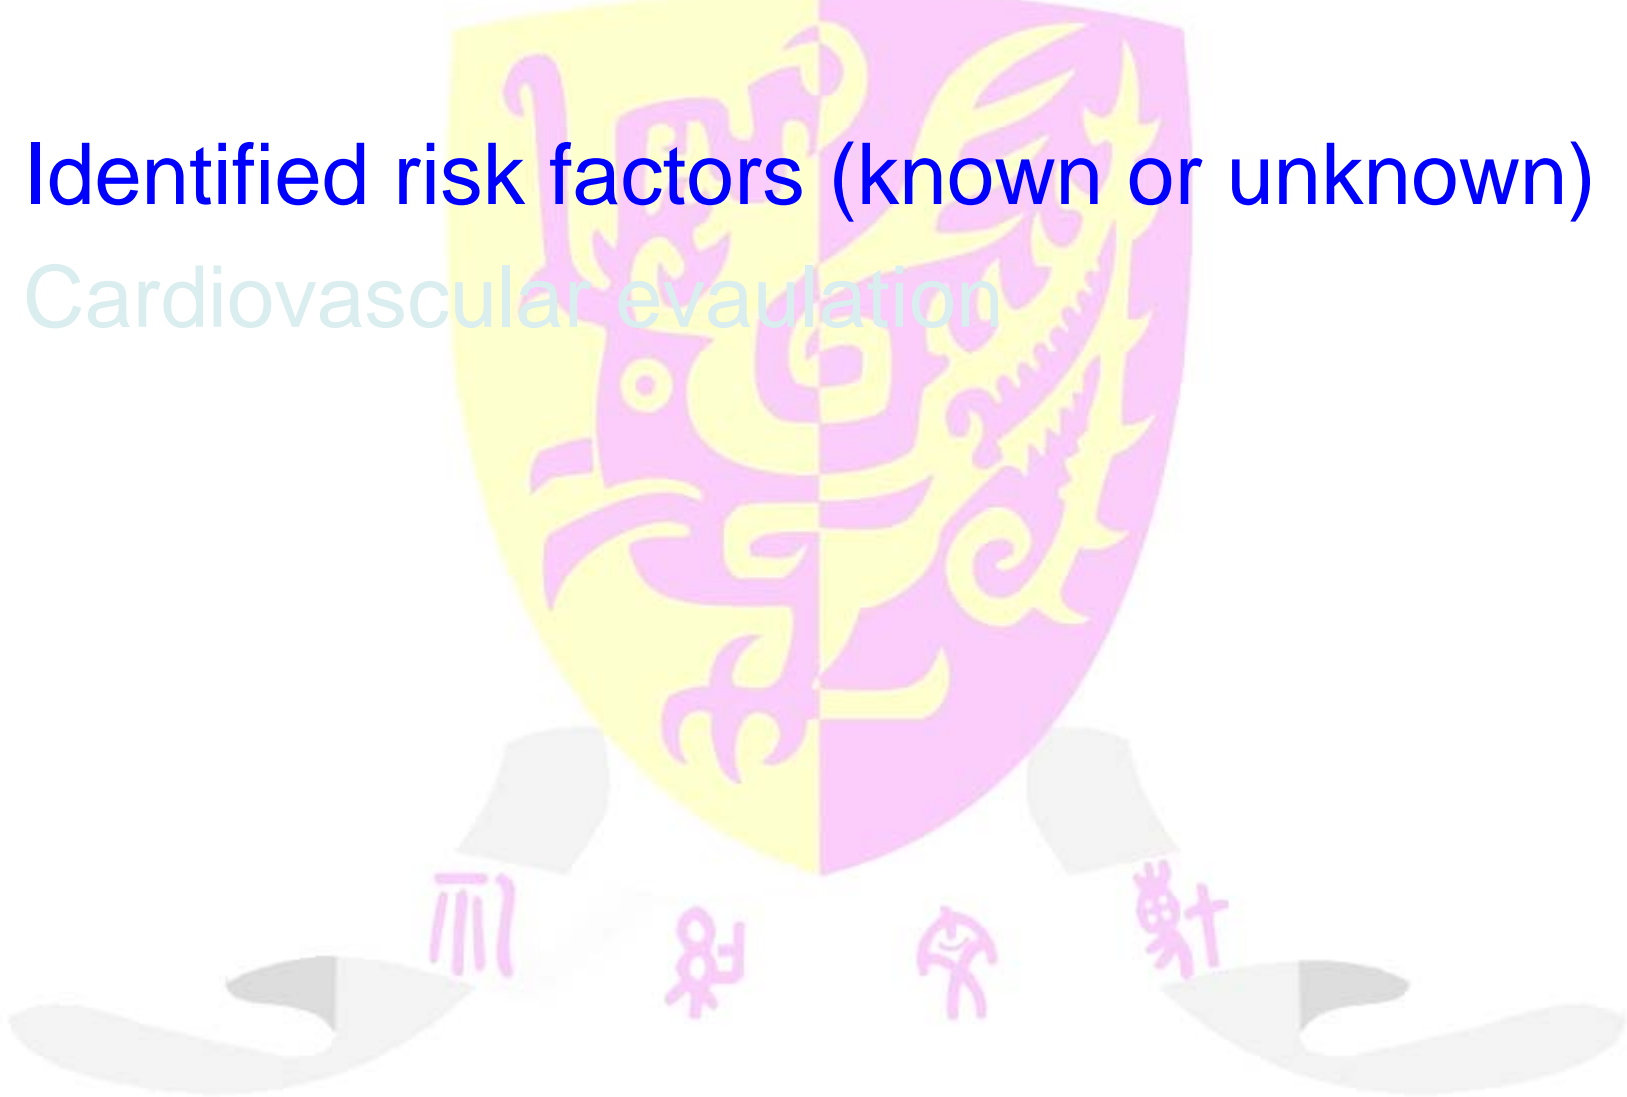 Identified risk factors (known or unknown)
Cardiovascular evaulation